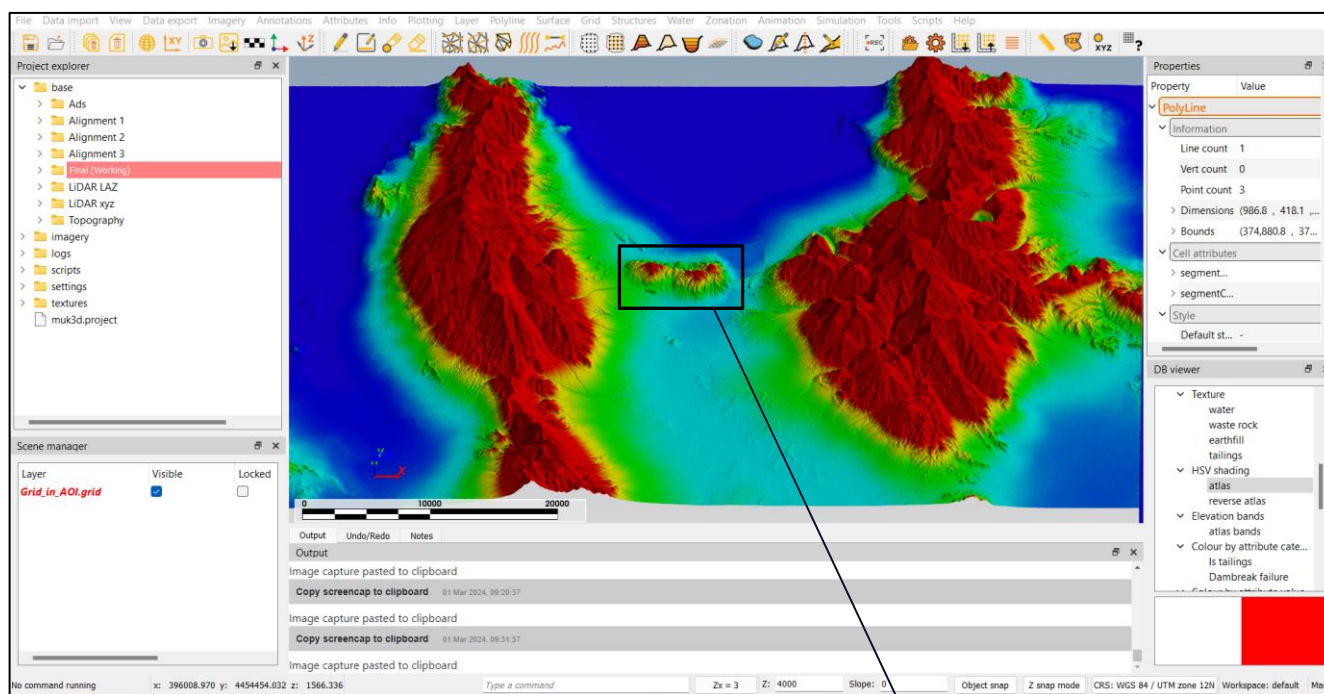 File Data import View Data export Imagery Annotations Attributes Info Plotting Layer Polyline Surface Grid Structures Water Zonation Animation Simulation Tools Scripts Help
XY
Z
REC
123
XYZ
?
Project explorer
base
Ads
Alignment 1
Alignment 2
Alignment 3
Final (Working)
LiDAR LAZ
LiDAR xyz
Topography
imagery
logs
scripts
settings
textures
muk3d.project
Scene manager
Layer Visible Locked
Grid_in_AOI.grid
Y
X
0 10000 20000
Output Undo/Redo Notes
Output
Image capture pasted to clipboard
Copy screencap to clipboard 01 Mar 2024, 09:20:37
Image capture pasted to clipboard
Copy screencap to clipboard 01 Mar 2024, 09:31:37
Image capture pasted to clipboard
Properties
Property Value
PolyLine
Information
Line count 1
Vert count 0
Point count 3
Dimensions (986.8 , 418.1 ,...
Bounds (374,880.8 , 37...
Cell attributes
segment...
segmentC...
Style
Default st... -
DB viewer
Texture
water
waste rock
earthfill
tailings
HSV shading
atlas
reverse atlas
Elevation bands
atlas bands
Colour by attribute cate...
Is tailings
Dambreak failure
Colour by attribute value
No command running x: 396008.970 y: 4454454.032 z: 1566.336 Type a command Zx = 3 Z: 4000 Slope: 0 Object snap Z snap mode CRS: WGS 84 / UTM zone 12N Workspace: default Ma